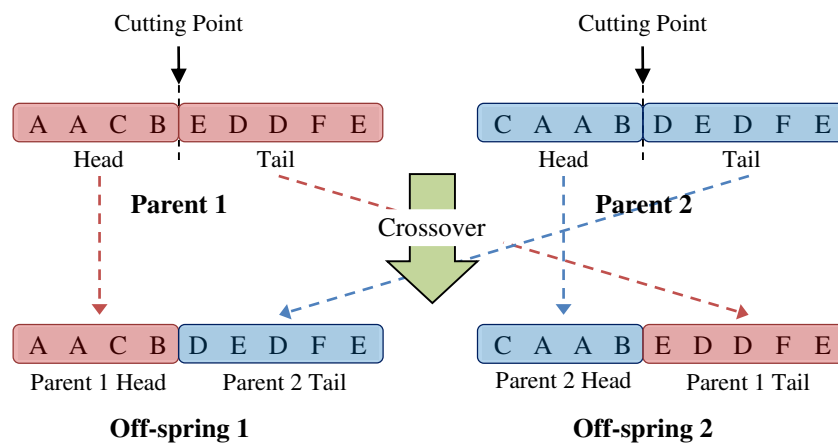 Cutting Point Cutting Point
A A C B E D D F E C A A B D E D F E
Head Tail Head Tail
Parent 1 Parent 2
Crossover
A A C B D E D F E C A A B E D D F E
Parent 1 Head Parent 2 Tail Parent 2 Head Parent 1 Tail
Off-spring 1 Off-spring 2